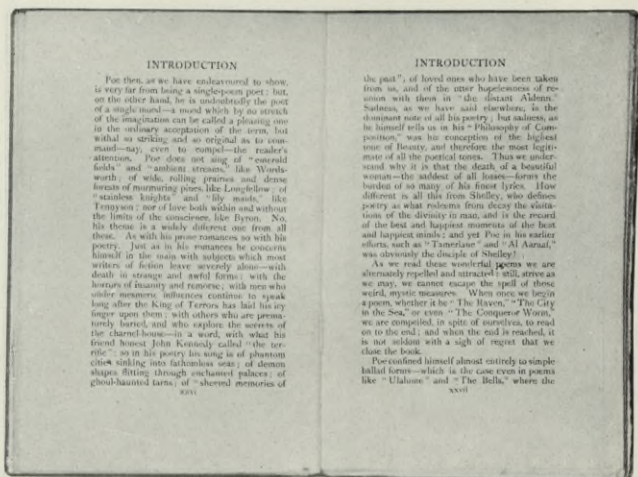 INTRODUCTION
Poe then, as we have endeavoured to show,
is very far from being a single-poem poet; but,
on the other hand, he is undoubtedly the poet
of a single mood—a mood which by no stretch
of the imagination can be called a pleasing one
in the ordinary acceptation of the term, but
withal so striking and so original as to com-
mand—nay, even to compel—the reader's
attention. Poe does not sing of "emerald
fields" and "ambient streams," like Words-
worth; of wide, rolling prairies and dense
forests of murmuring pines, like Longfellow; of
"stainless knights" and "lily maids," like
Tennyson; nor of love both within and without
the limits of the conscience, like Byron. No,
his theme is a widely different one from all
these. As with his prose romances so with his
poetry. Just as in his romances he concerns
himself in the main with subjects which most
writers of fiction leave severely alone—with
death in strange and awful forms; with the
horrors of insanity and remorse; with men who
under mesmeric influences continue to speak
long after the King of Terrors has laid his icy
finger upon them; with others who are prema-
turely buried, and who explore the secrets of
the charnel-house—in a word, with what his
friend honest John Kennedy called "the ter-
rific"; so in his poetry his song is of phantom
cities sinking into fathomless seas; of demon
shapes flitting through enchanted palaces; of
ghoul-haunted tarns; of "sheeted memories of
xxvi
INTRODUCTION
the past"; of loved ones who have been taken
from us, and of the utter hopelessness of re-
union with them in "the distant Aidenn."
Sadness, as we have said elsewhere, is the
dominant note of all his poetry; but sadness, as
he himself tells us in his "Philosophy of Com-
position," was his conception of the highest
tone of Beauty, and therefore the most legiti-
mate of all the poetical tones. Thus we under-
stand why it is that the death of a beautiful
woman—the saddest of all losses—forms the
burden of so many of his finest lyrics. How
different is all this from Shelley, who defines
poetry as what redeems from decay the visita-
tions of the divinity in man, and is the record
of the best and happiest moments of the best
and happiest minds; and yet Poe in his earlier
efforts, such as "Tamerlane" and "Al Aaraaf,"
was obviously the disciple of Shelley!
As we read these wonderful poems we are
alternately repelled and attracted; still, strive as
we may, we cannot escape the spell of those
weird, mystic measures. When once we begin
a poem, whether it be "The Raven," "The City
in the Sea," or even "The Conqueror Worm,"
we are compelled, in spite of ourselves, to read
on to the end; and when the end is reached, it
is not seldom with a sigh of regret that we
close the book.
Poe confined himself almost entirely to simple
ballad forms—which is the case even in poems
like "Ulalume" and "The Bells," where the
xxvii